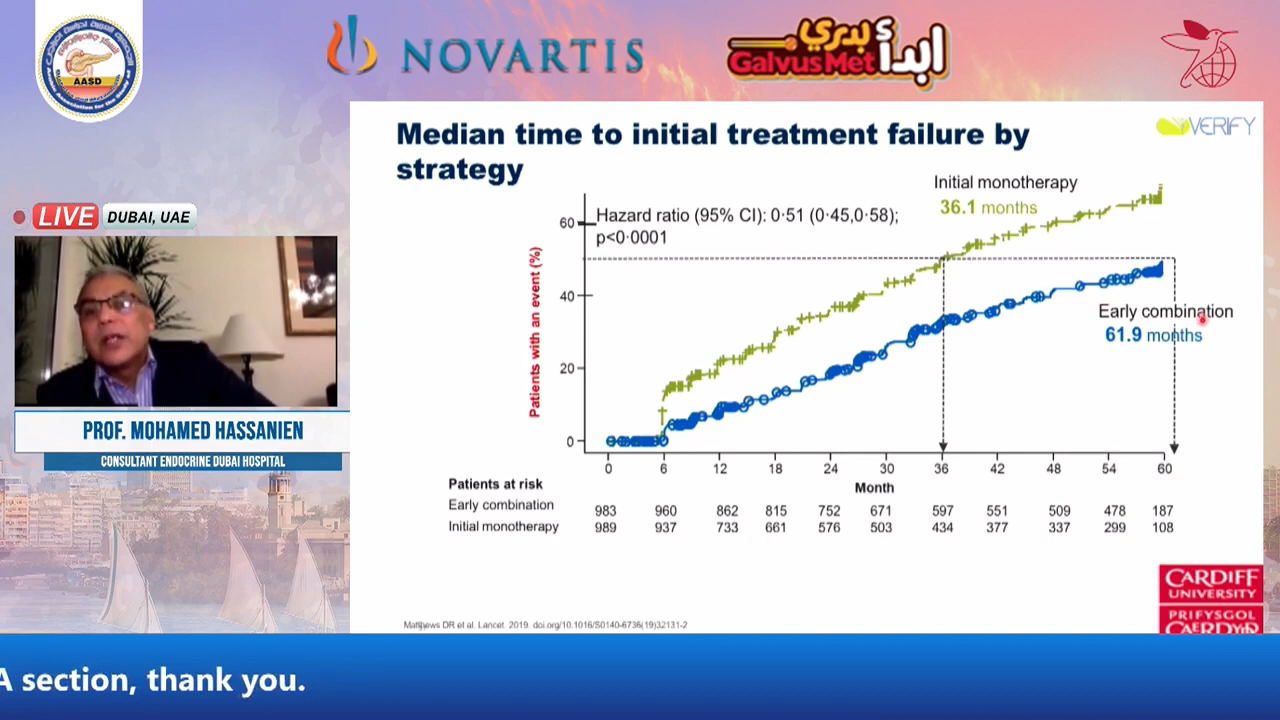 AASD
NOVARTIS
ابدأ بدري
GalvusMet
VERIFY
Median time to initial treatment failure by
strategy
LIVE
DUBAI, UAE
Initial monotherapy
36.1 months
Hazard ratio (95% CI): 0·51 (0·45,0·58);
p<0·0001
Patients with an event (%)
60
40
20
0
Early combination
61.9 months
0 6 12 18 24 30 36 42 48 54 60
Month
Patients at risk
Early combination 983 960 862 815 752 671 597 551 509 478 187
Initial monotherapy 989 937 733 661 576 503 434 377 337 299 108
PROF. MOHAMED HASSANIEN
CONSULTANT ENDOCRINE DUBAI HOSPITAL
Matthews DR et al. Lancet. 2019. doi.org/10.1016/S0140-6736(19)32131-2
CARDIFF
UNIVERSITY
PRIFYSGOL
CAERDYDD
A section, thank you.